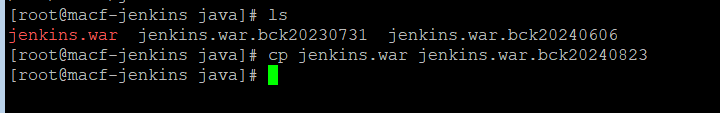 [root@macf-jenkins java]# ls
jenkins.war  jenkins.war.bck20230731  jenkins.war.bck20240606
[root@macf-jenkins java]# cp jenkins.war jenkins.war.bck20240823
[root@macf-jenkins java]#